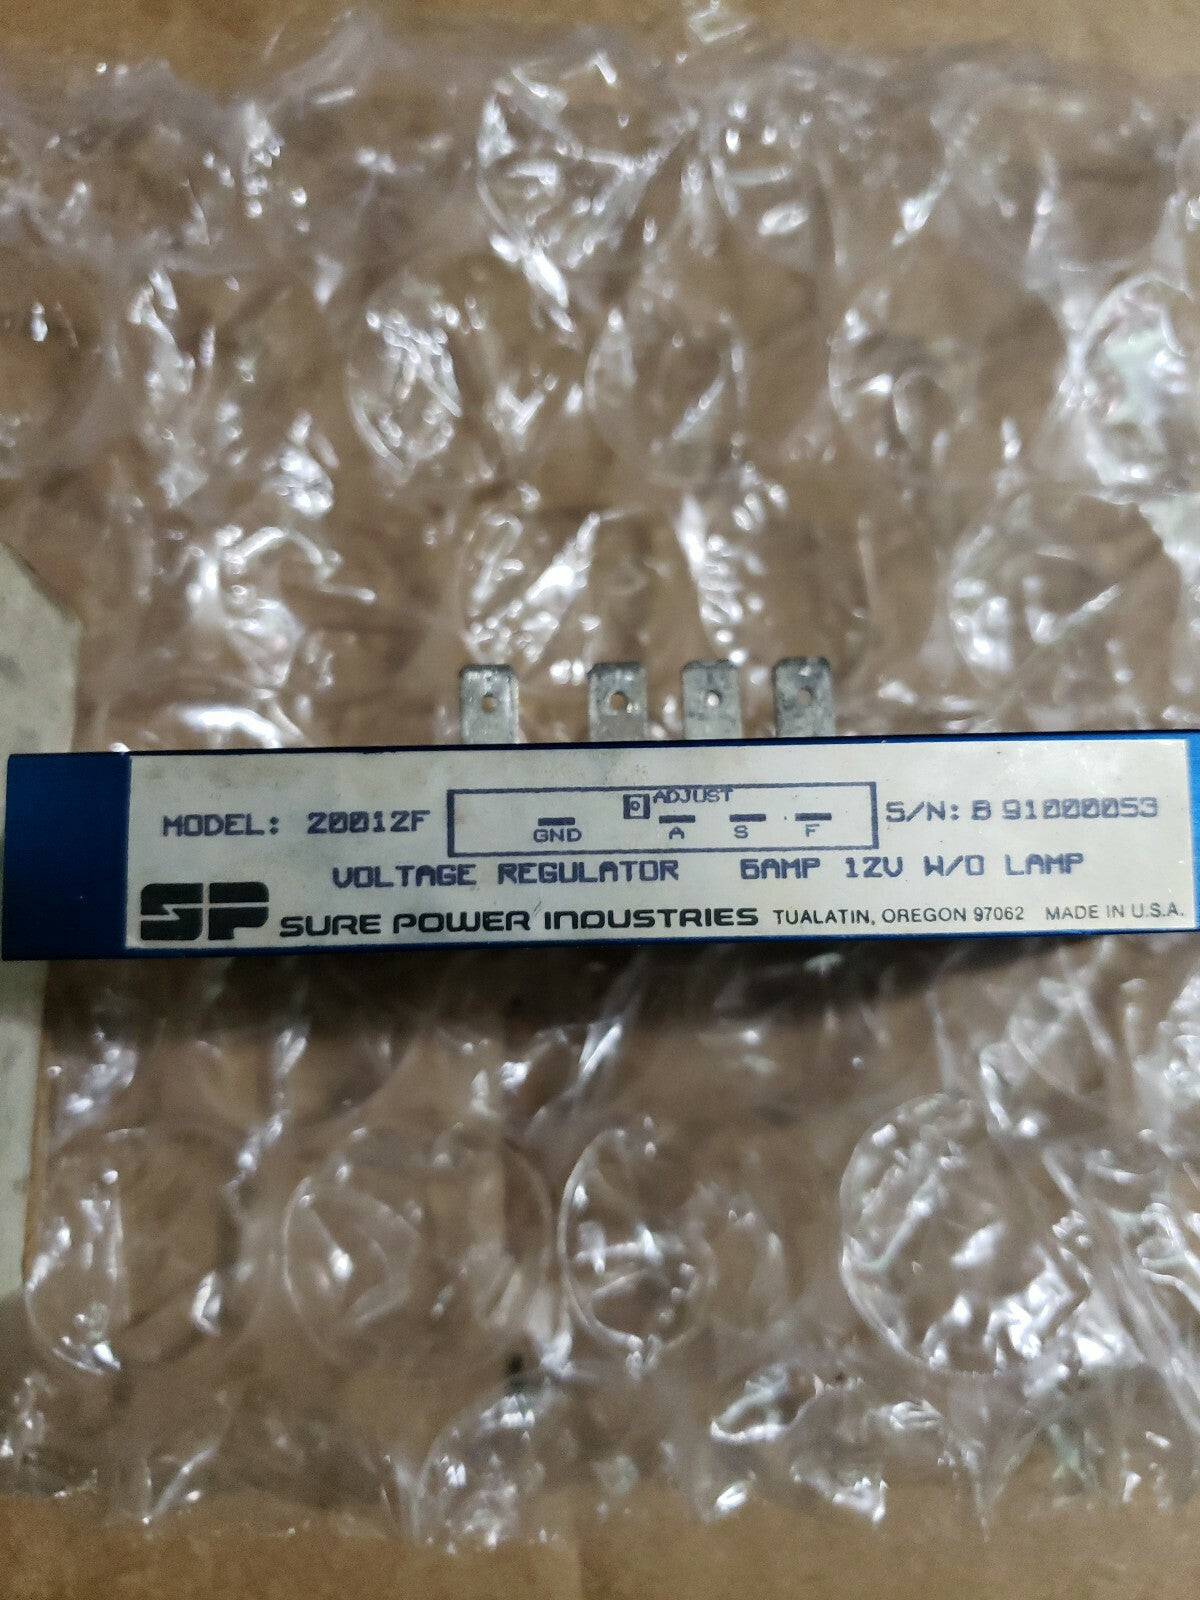 MODEL: 20012F
ADJUST
GND A S F
S/N: B 91000053
VOLTAGE REGULATOR 6AMP 12V W/O LAMP
SP SURE POWER INDUSTRIES TUALATIN, OREGON 97062 MADE IN U.S.A.